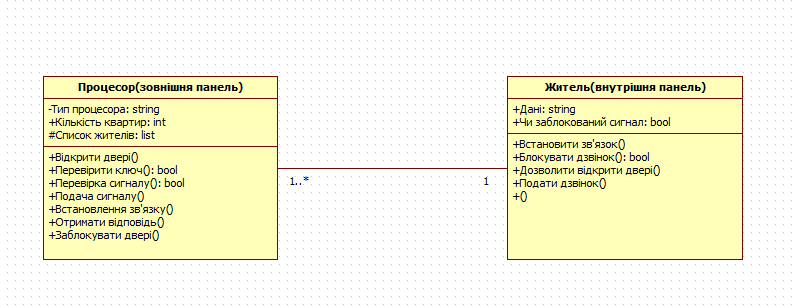 Процесор(зовнішня панель)
-Тип процесора: string
+Кількість квартир: int
#Список жителів: list
+Відкрити двері()
+Перевірити ключ(): bool
+Перевірка сигналу(): bool
+Подача сигналу()
+Встановлення зв'язку()
+Отримати відповідь()
+Заблокувати двері()
1..*
1
Житель(внутрішня панель)
+Дані: string
+Чи заблокований сигнал: bool
+Встановити зв'язок()
+Блокувати дзвінок(): bool
+Дозволити відкрити двері()
+Подати дзвінок()
+()